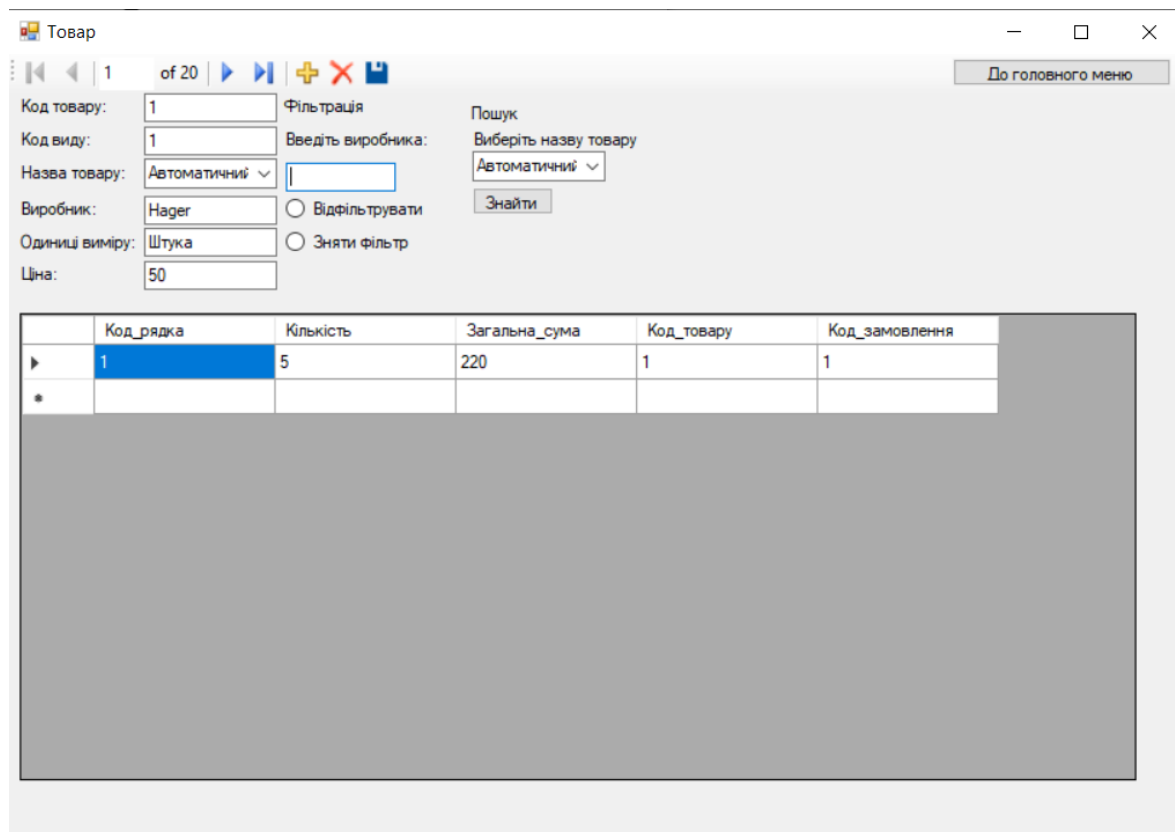 Товар
1 of 20
До головного меню
Код товару: 1 Фільтрація
Пошук
Код виду: 1 Введіть виробника: Виберіть назву товару
Назва товару: Автоматичний Автоматичний
Виробник: Hager Відфільтрувати Знайти
Одиниці виміру: Штука Зняти фільтр
Ціна: 50
Код_рядка Кількість Загальна_сума Код_товару Код_замовлення
1 5 220 1 1